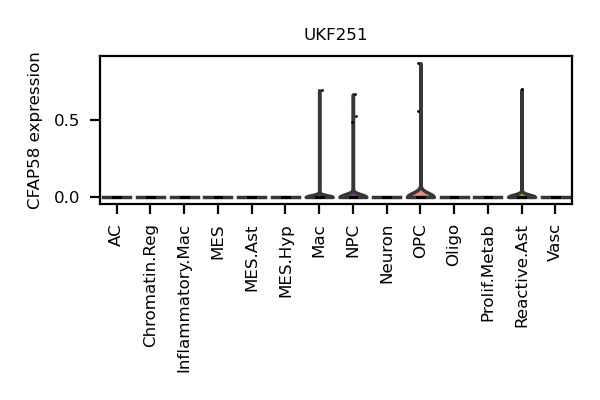 UKF251
CFAP58 expression
0.5
0.0
AC
Chromatin.Reg
Inflammatory.Mac
MES
MES.Ast
MES.Hyp
Mac
NPC
Neuron
OPC
Oligo
Prolif.Metab
Reactive.Ast
Vasc